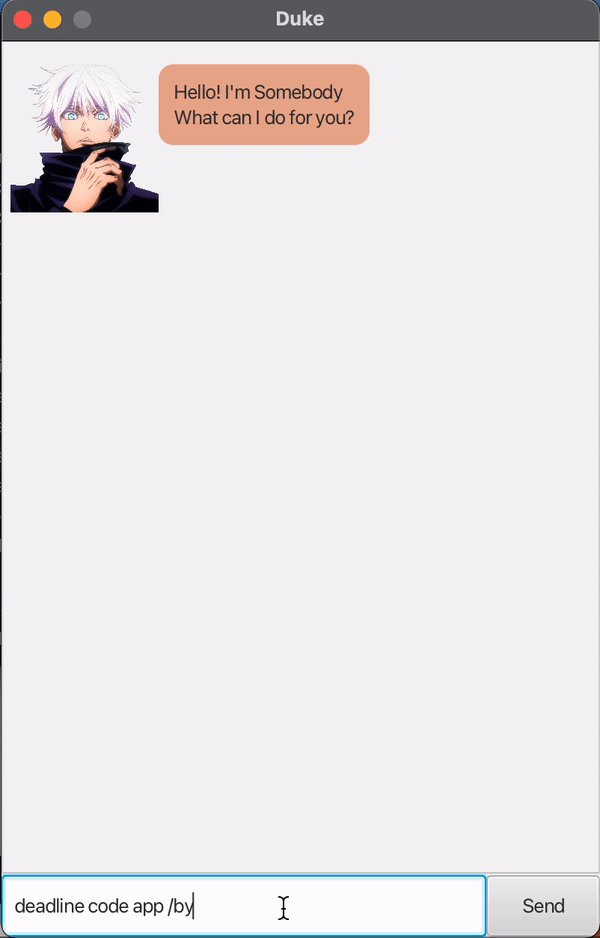 Duke
Hello! I'm Somebody
What can I do for you?
deadline code app /by
Send